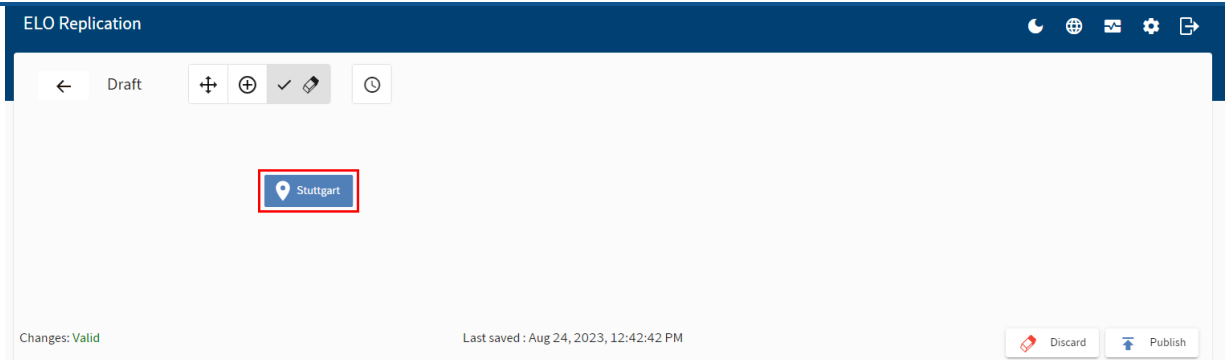 ELO Replication
Draft
Stuttgart
Changes: Valid
Last saved : Aug 24, 2023, 12:42:42 PM
Discard
Publish